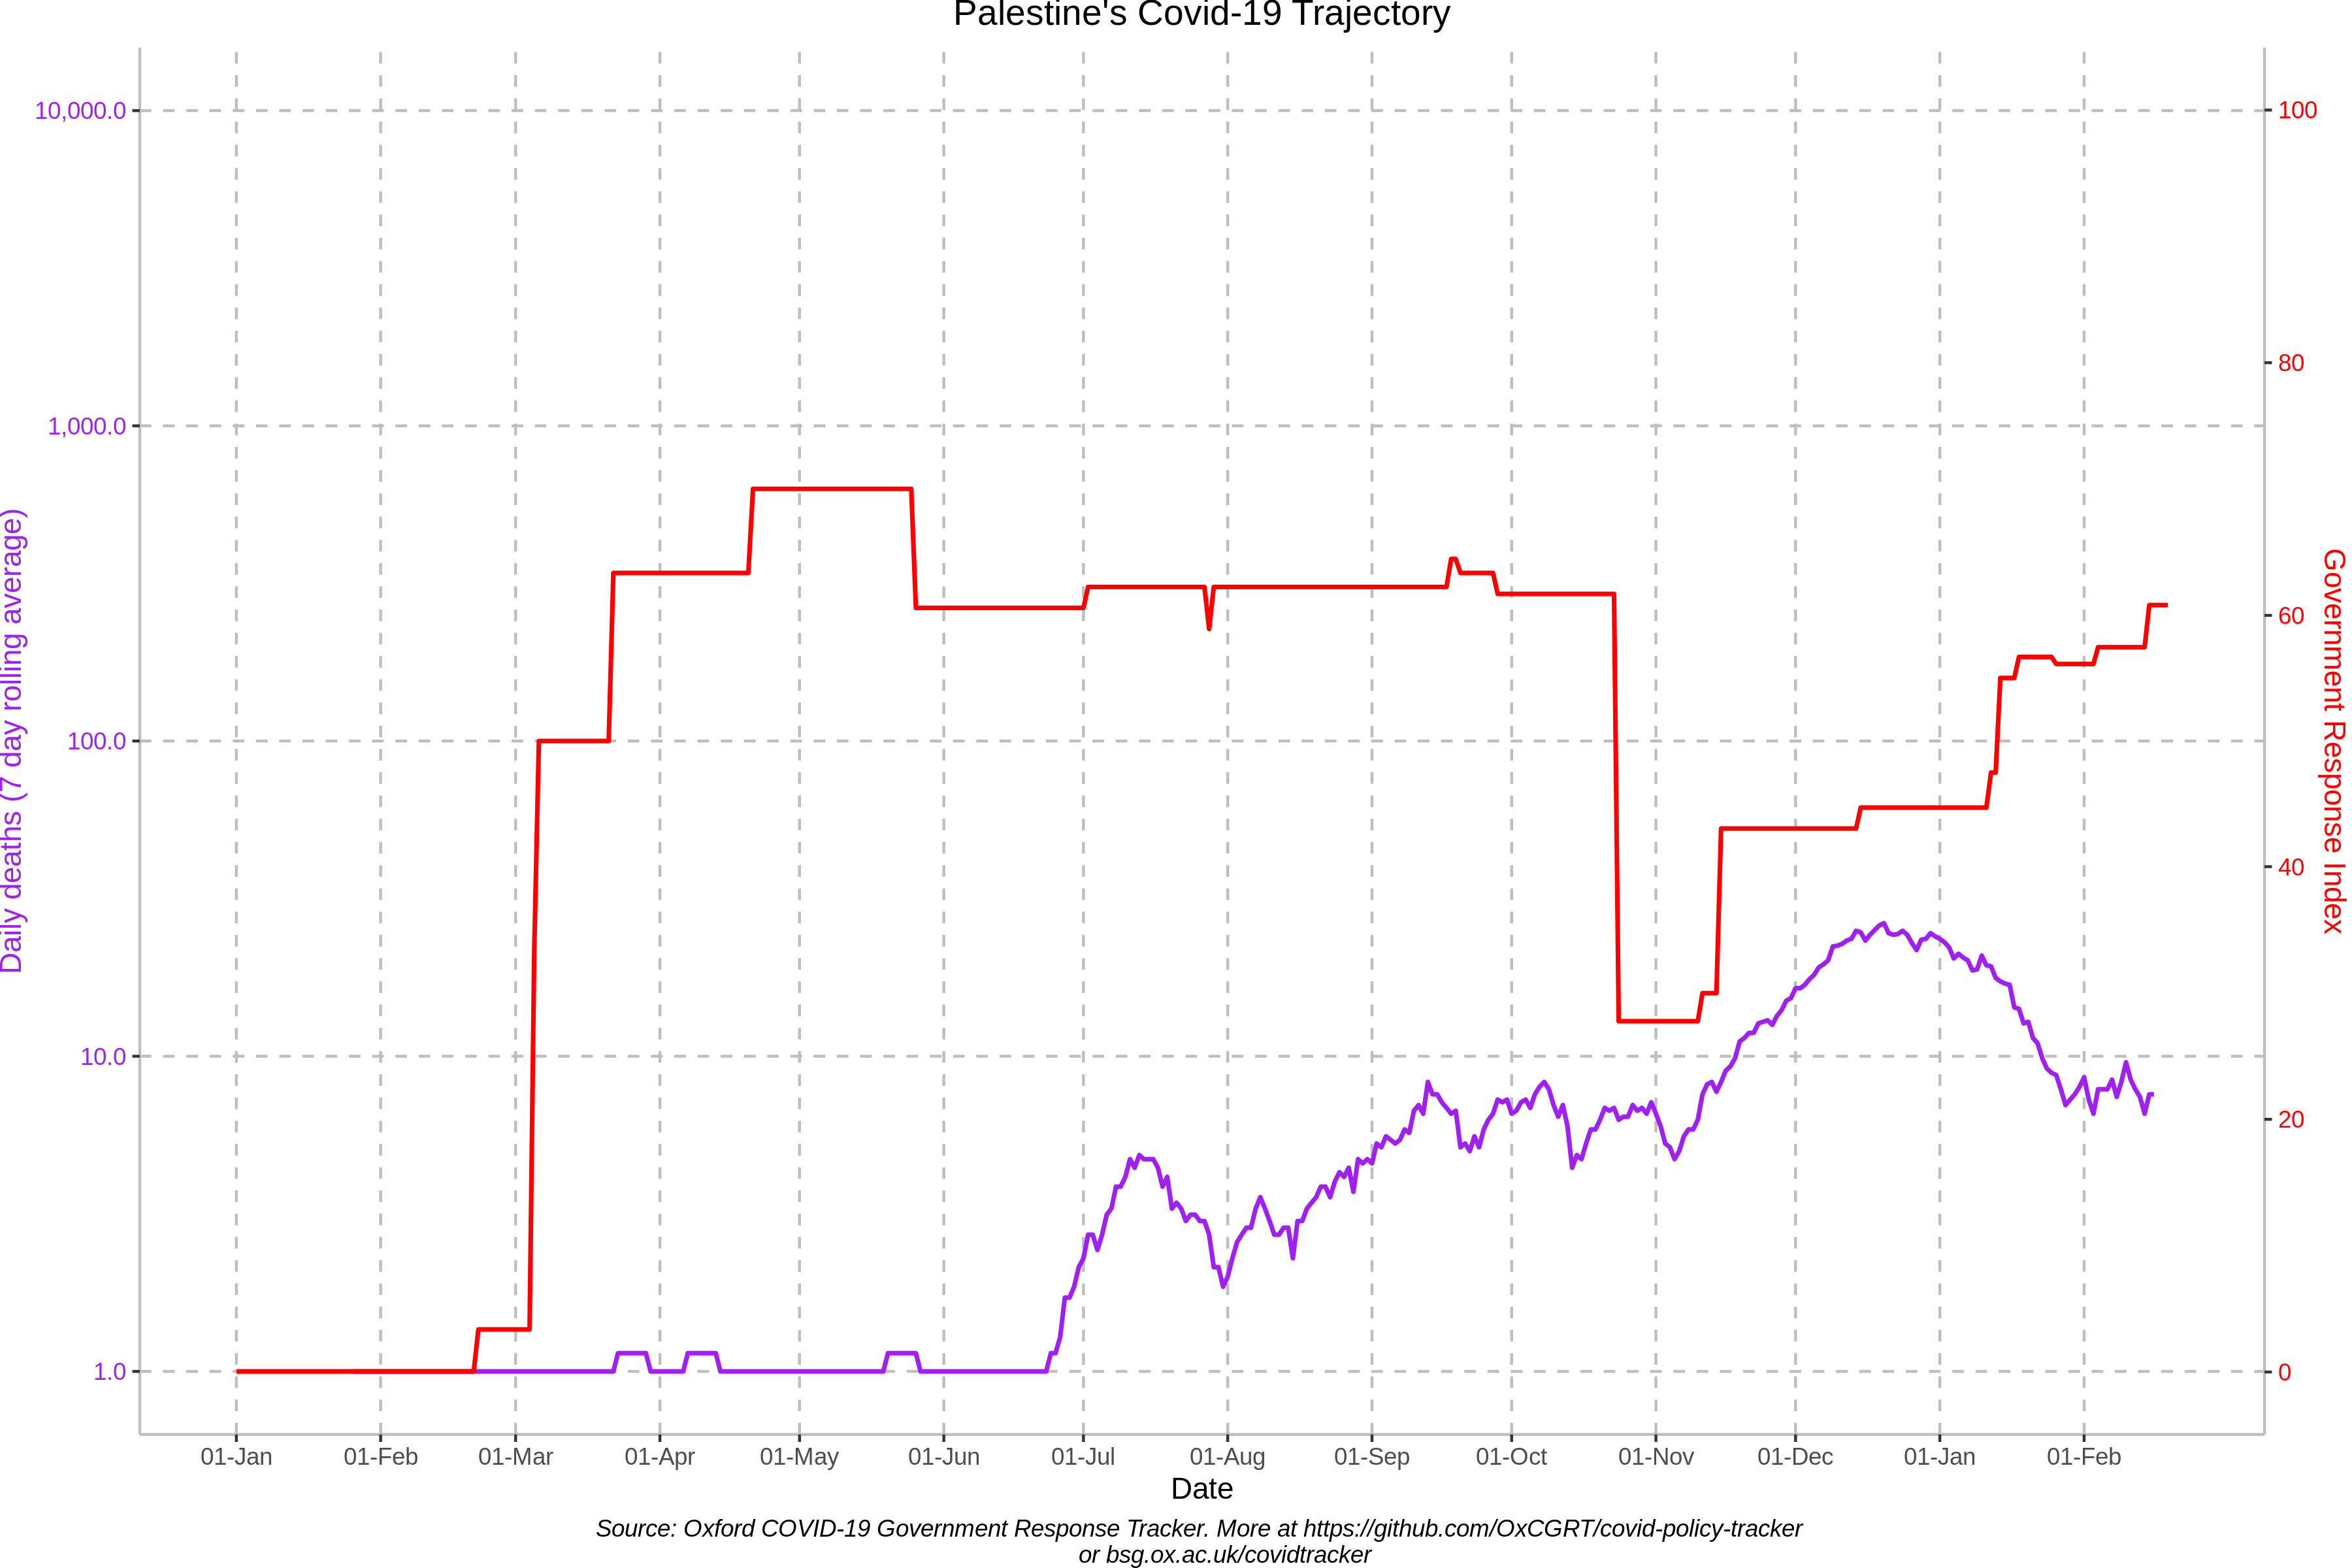 Palestine's Covid-19 Trajectory
Daily deaths (7 day rolling average)
10,000.0
1,000.0
100.0
10.0
1.0
100
80
60
40
20
0
Government Response Index
01-Jan 01-Feb 01-Mar 01-Apr 01-May 01-Jun 01-Jul 01-Aug 01-Sep 01-Oct 01-Nov 01-Dec 01-Jan 01-Feb
Date
Source: Oxford COVID-19 Government Response Tracker. More at https://github.com/OxCGRT/covid-policy-tracker
or bsg.ox.ac.uk/covidtracker